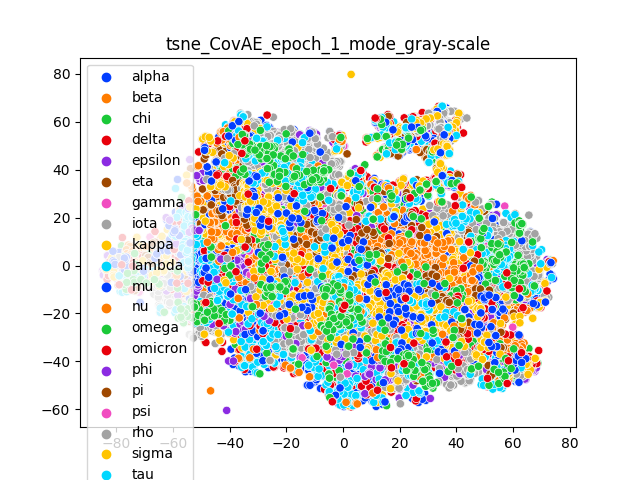 tsne_CovAE_epoch_1_mode_gray-scale
80
60
40
20
0
−20
−40
−60
alpha
beta
chi
delta
epsilon
eta
gamma
iota
kappa
lambda
mu
nu
omega
omicron
phi
pi
psi
rho
sigma
tau
−80 −60 −40 −20 0 20 40 60 80